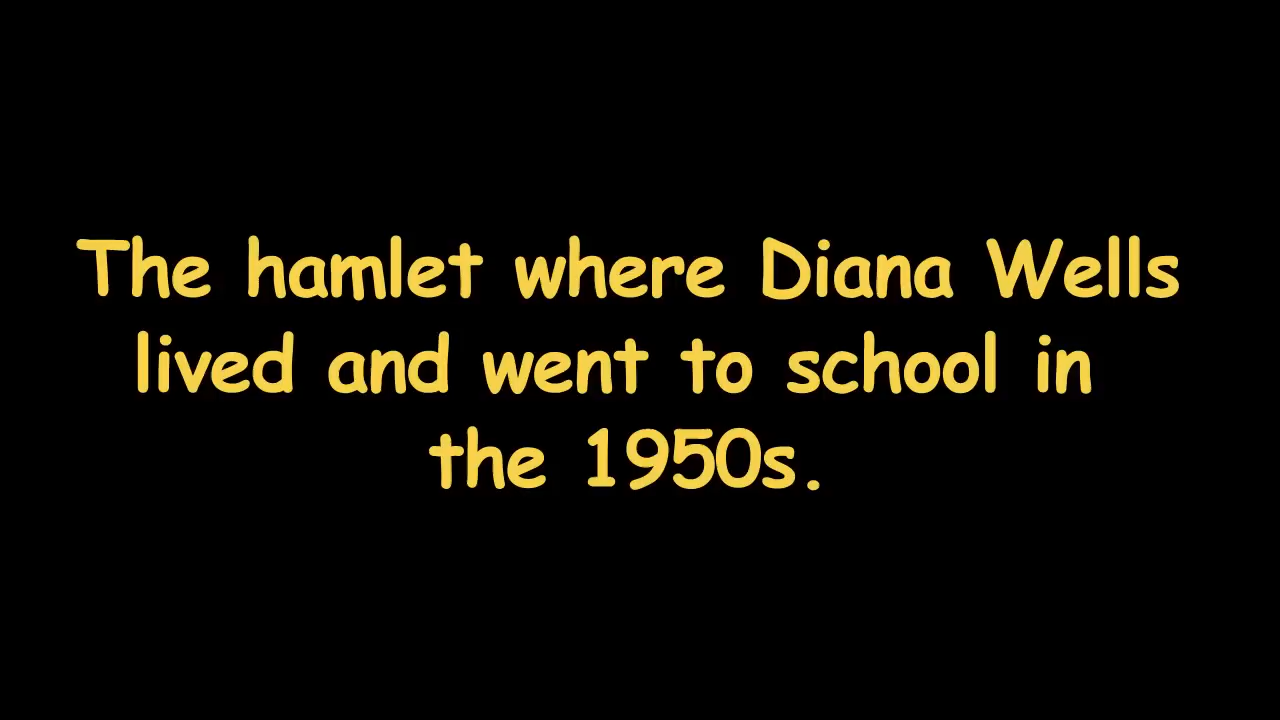 The hamlet where Diana Wells
lived and went to school in
the 1950s.